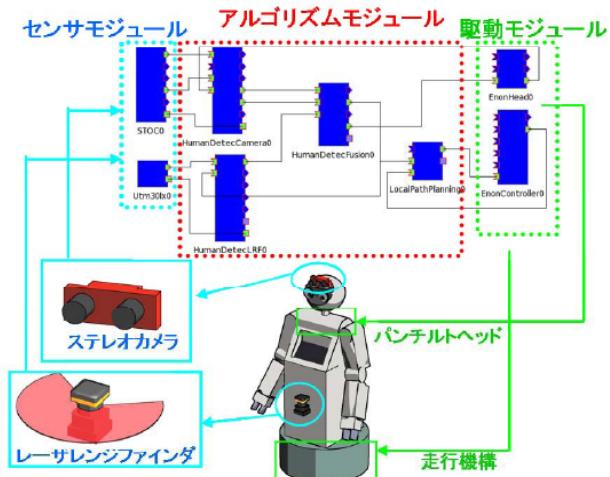 センサモジュール
アルゴリズムモジュール
駆動モジュール
STOC0
HumanDetecCamera0
HumanDetecFusion0
EnonHead0
Utm30lx0
HumanDetecLRF0
LocalPathPlanning0
EnonController0
ステレオカメラ
パンチルトヘッド
レーザレンジファインダ
走行機構